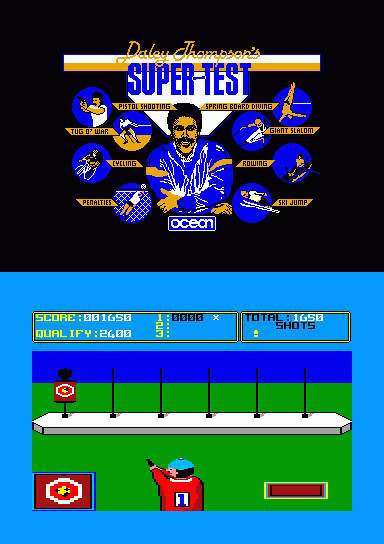 Daley Thompson's
SUPER-TEST
PISTOL SHOOTING
SPRING BOARD DIVING
TUG O' WAR
GIANT SLALOM
CYCLING
ROWING
PENALTIES
SKI JUMP
ocean
SCORE:001650 1:0000 x
2:
QUALIFY:2600 3:
TOTAL:1650
SHOTS
1